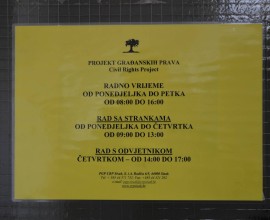 PROJEKT GRAĐANSKIH PRAVA
Civil Rights Project
RADNO VRIJEME
OD PONEDJELJKA DO PETKA
OD 08:00 DO 16:00
RAD SA STRANKAMA
OD PONEDJELJKA DO ČETVRTKA
OD 09:00 DO 13:00
RAD S ODVJETNIKOM
ČETVRTKOM – OD 14:00 DO 17:00